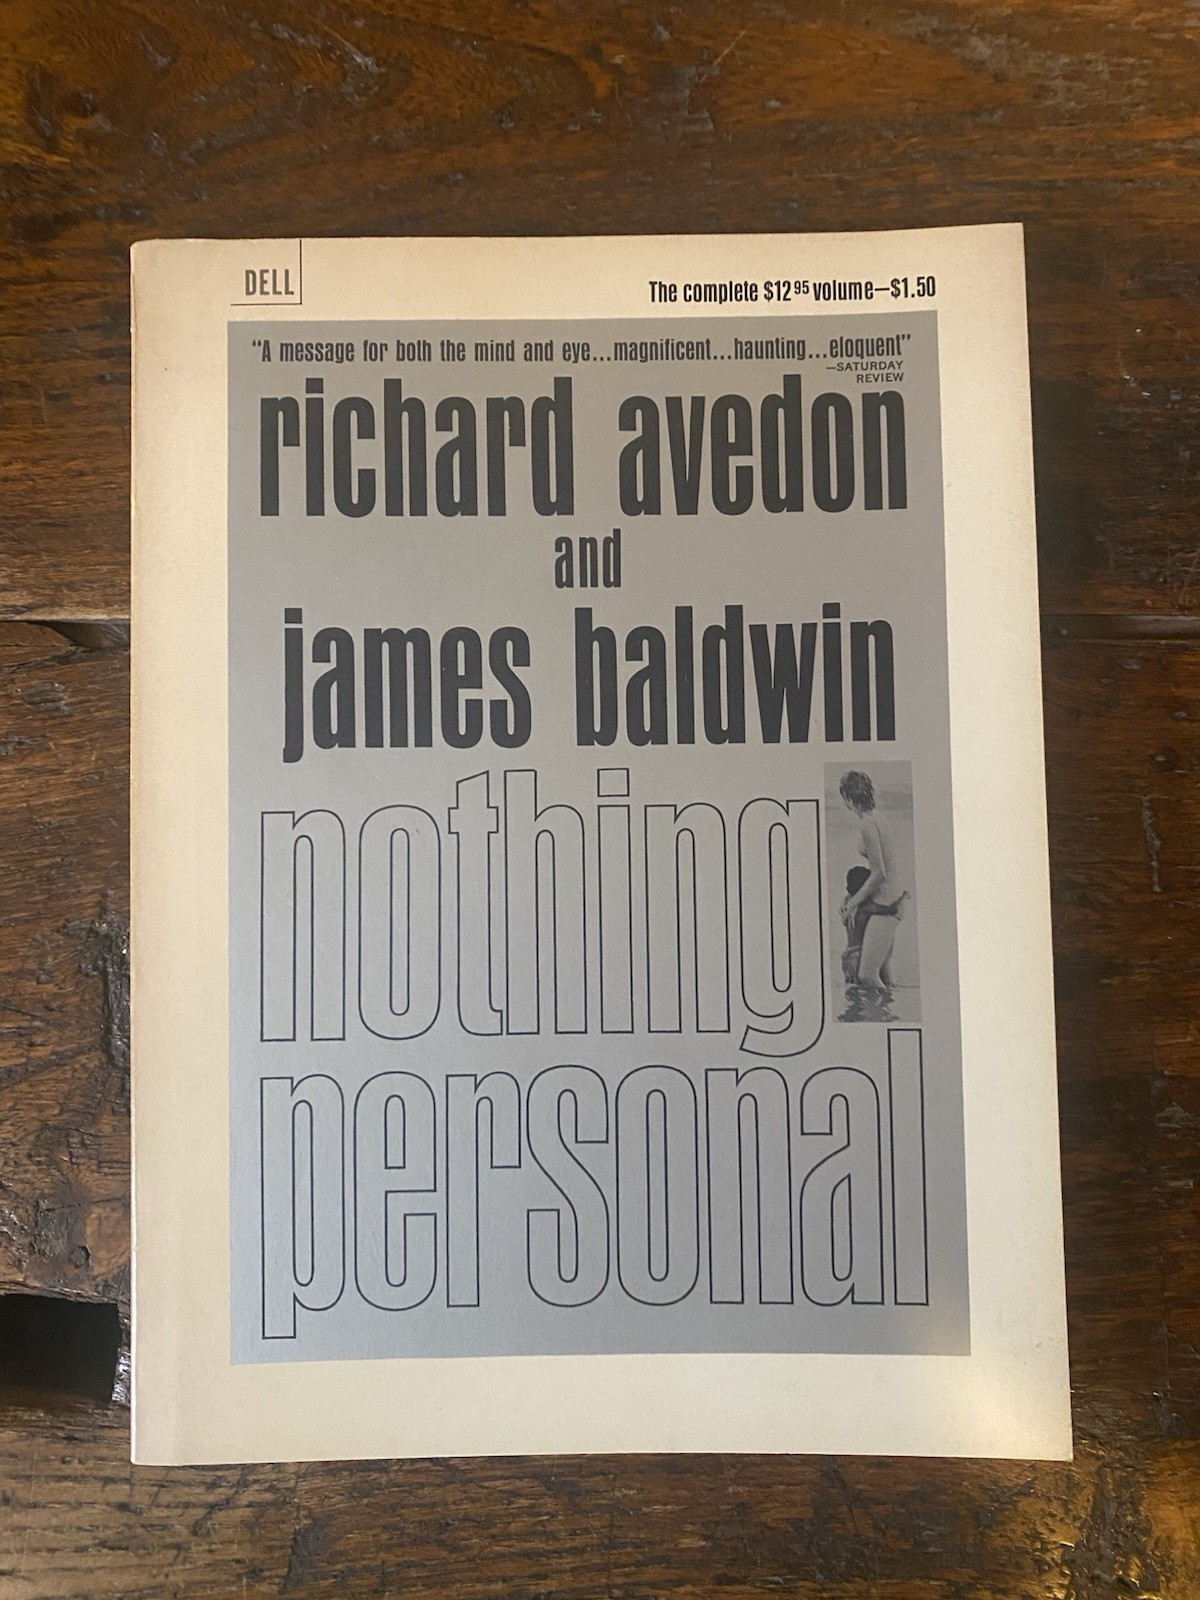 DELL
The complete $12.95 volume—$1.50
"A message for both the mind and eye...magnificent...haunting...eloquent"
—SATURDAY
REVIEW
richard avedon
and
james baldwin
nothing
personal